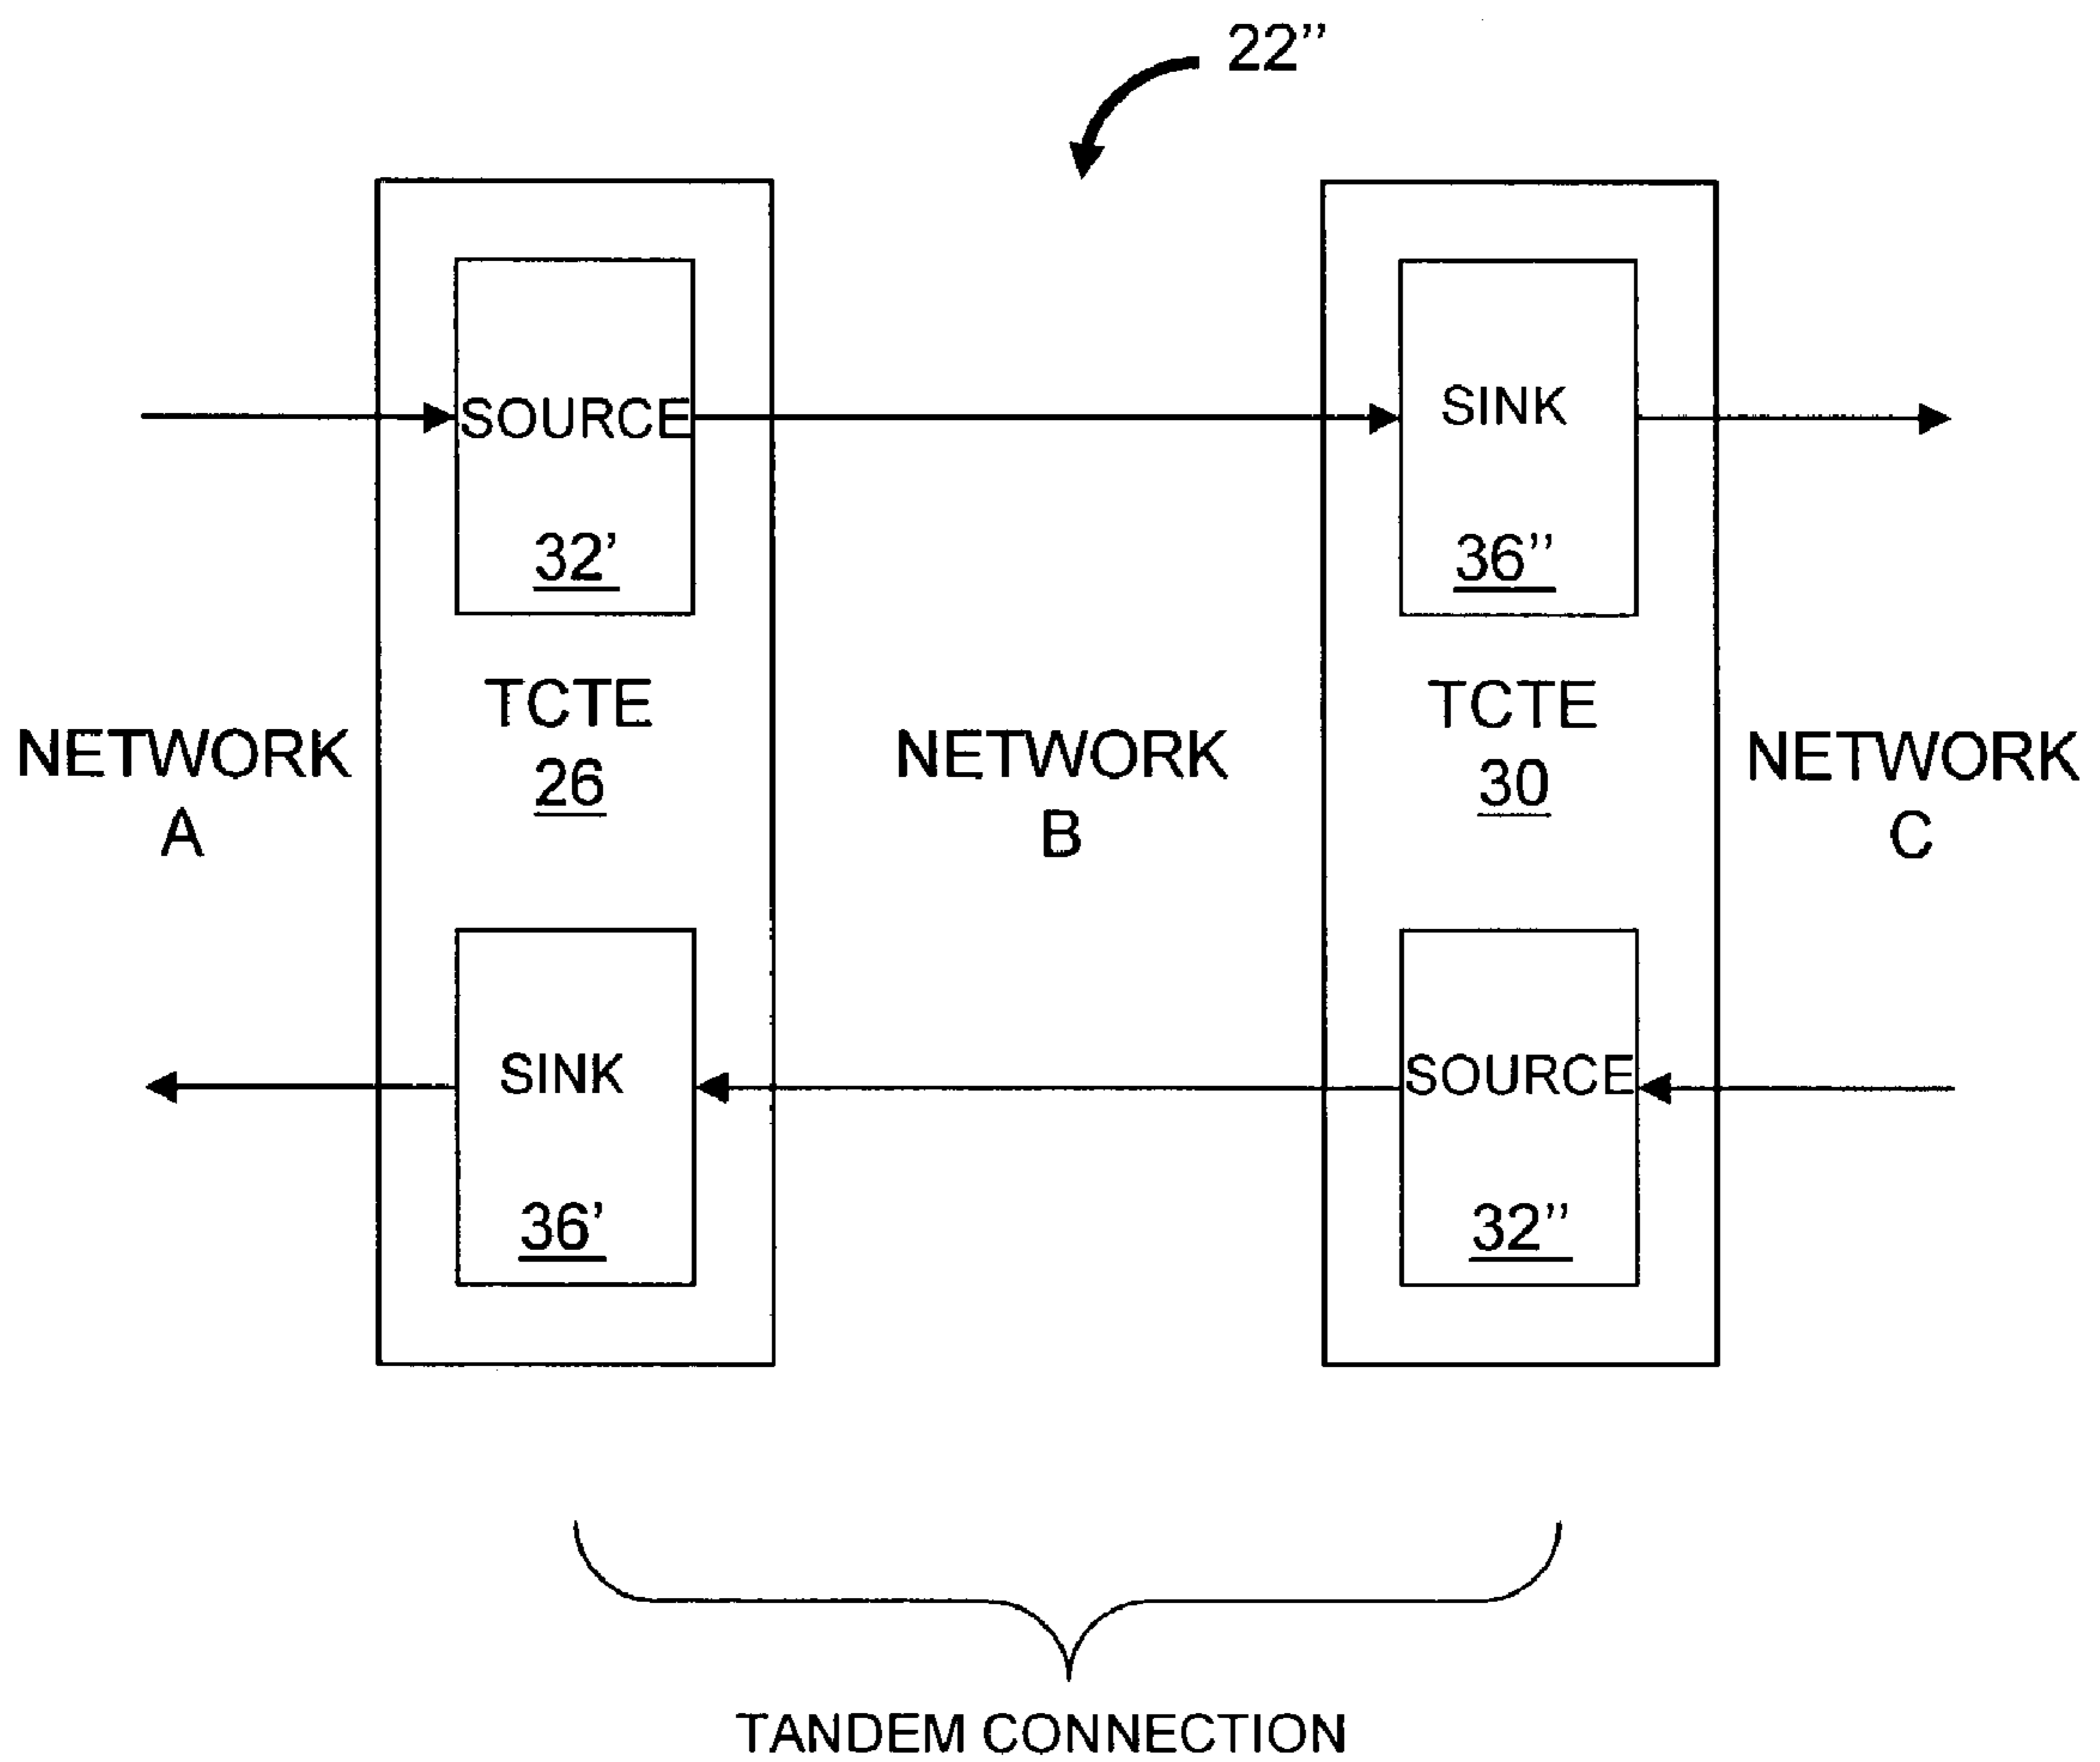 22”
SOURCE
32’
SINK
36”
TCTE
26
TCTE
30
NETWORK
A
NETWORK
B
NETWORK
C
SINK
36’
SOURCE
32”
TANDEM CONNECTION